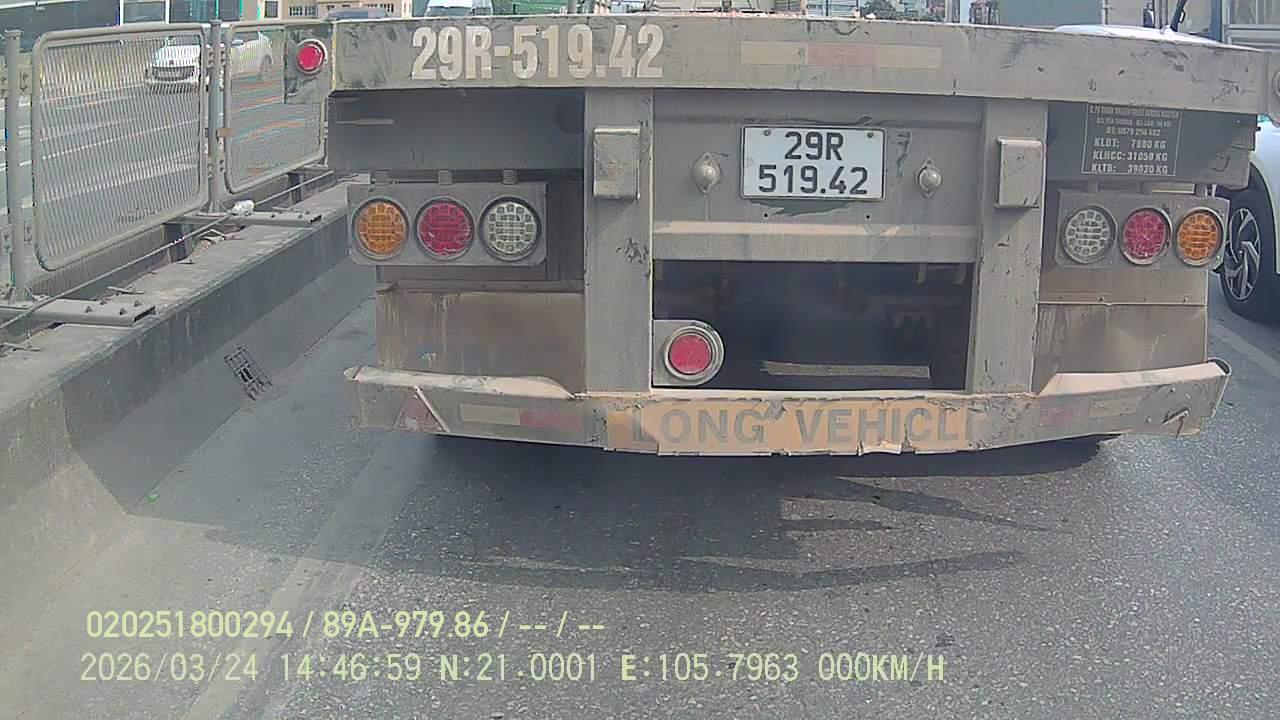 29R-519.42
29R
519.42
KLBT: 7980 KG
KLHCC: 31050 KG
KLTB: 39030 KG
LONG VEHICL
020251800294 / 89A-979.86 / -- / --
2026/03/24 14:46:59 N:21.0001 E:105.7963 000KM/H